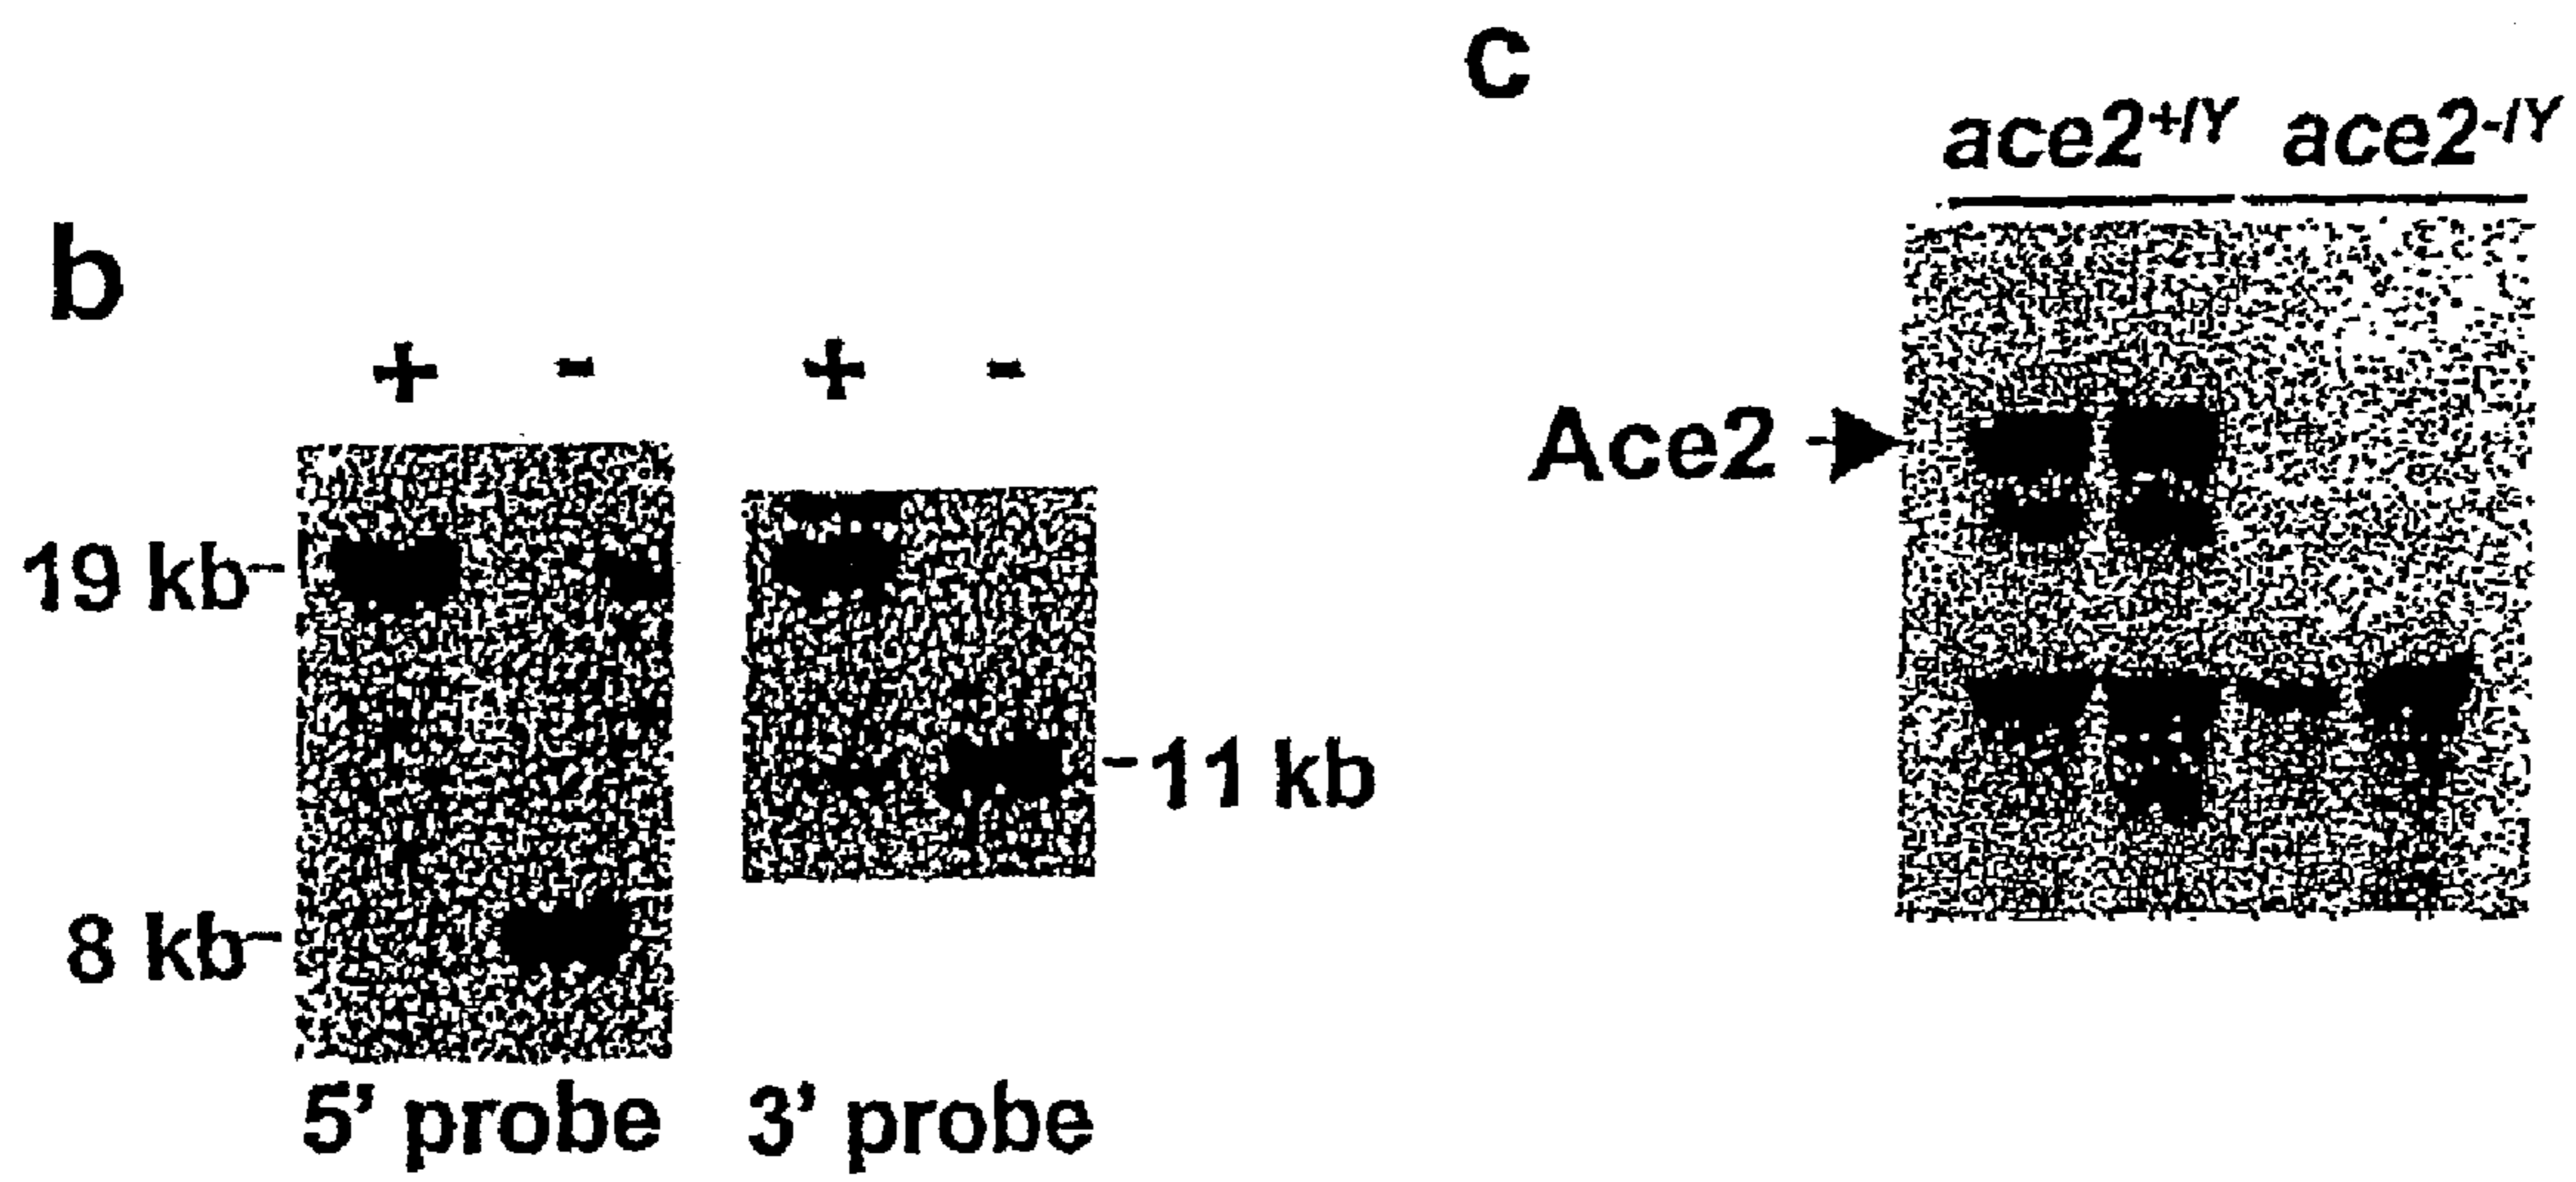 b
+ - + -
19 kb-
8 kb-
-11 kb
5’ probe 3’ probe
c
ace2+/Y ace2-/Y
Ace2